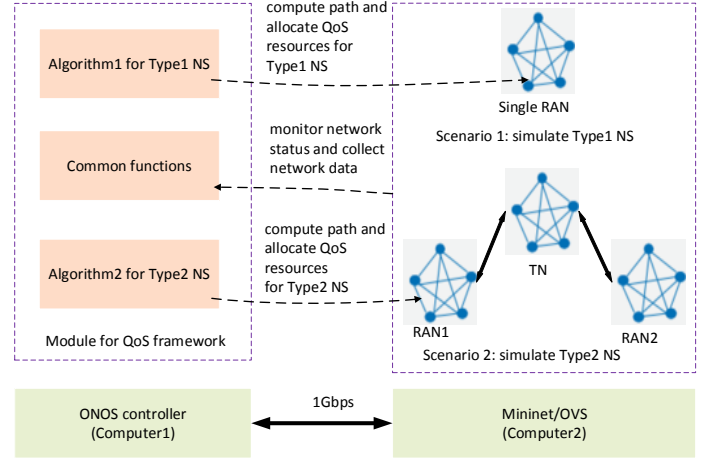 compute path and
allocate QoS
resources for
Type1 NS
Algorithm1 for Type1 NS
Single RAN
Scenario 1: simulate Type1 NS
monitor network
status and collect
network data
Common functions
compute path and
allocate QoS
resources
for Type2 NS
Algorithm2 for Type2 NS
TN
RAN1
RAN2
Module for QoS framework
Scenario 2: simulate Type2 NS
ONOS controller
(Computer1)
1Gbps
Mininet/OVS
(Computer2)